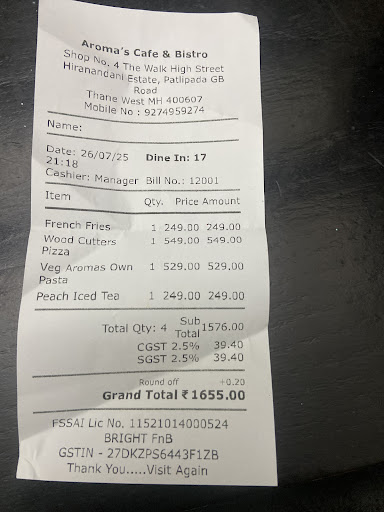 Aroma's Cafe & Bistro
Shop No. 4 The Walk High Street
Hiranandani Estate, Patlipada GB
Road
Thane West MH 400607
Mobile No : 9274959274
Name:
Date: 26/07/25 Dine In: 17
21:18
Cashier: Manager Bill No.: 12001
Item Qty. Price Amount
French Fries 1 249.00 249.00
Wood Cutters 1 549.00 549.00
Pizza
Veg Aromas Own 1 529.00 529.00
Pasta
Peach Iced Tea 1 249.00 249.00
Total Qty: 4 Sub Total 1576.00
CGST 2.5% 39.40
SGST 2.5% 39.40
Round off +0.20
Grand Total ₹ 1655.00
FSSAI Lic No. 11521014000524
BRIGHT FnB
GSTIN - 27DKZPS6443F1ZB
Thank You.....Visit Again